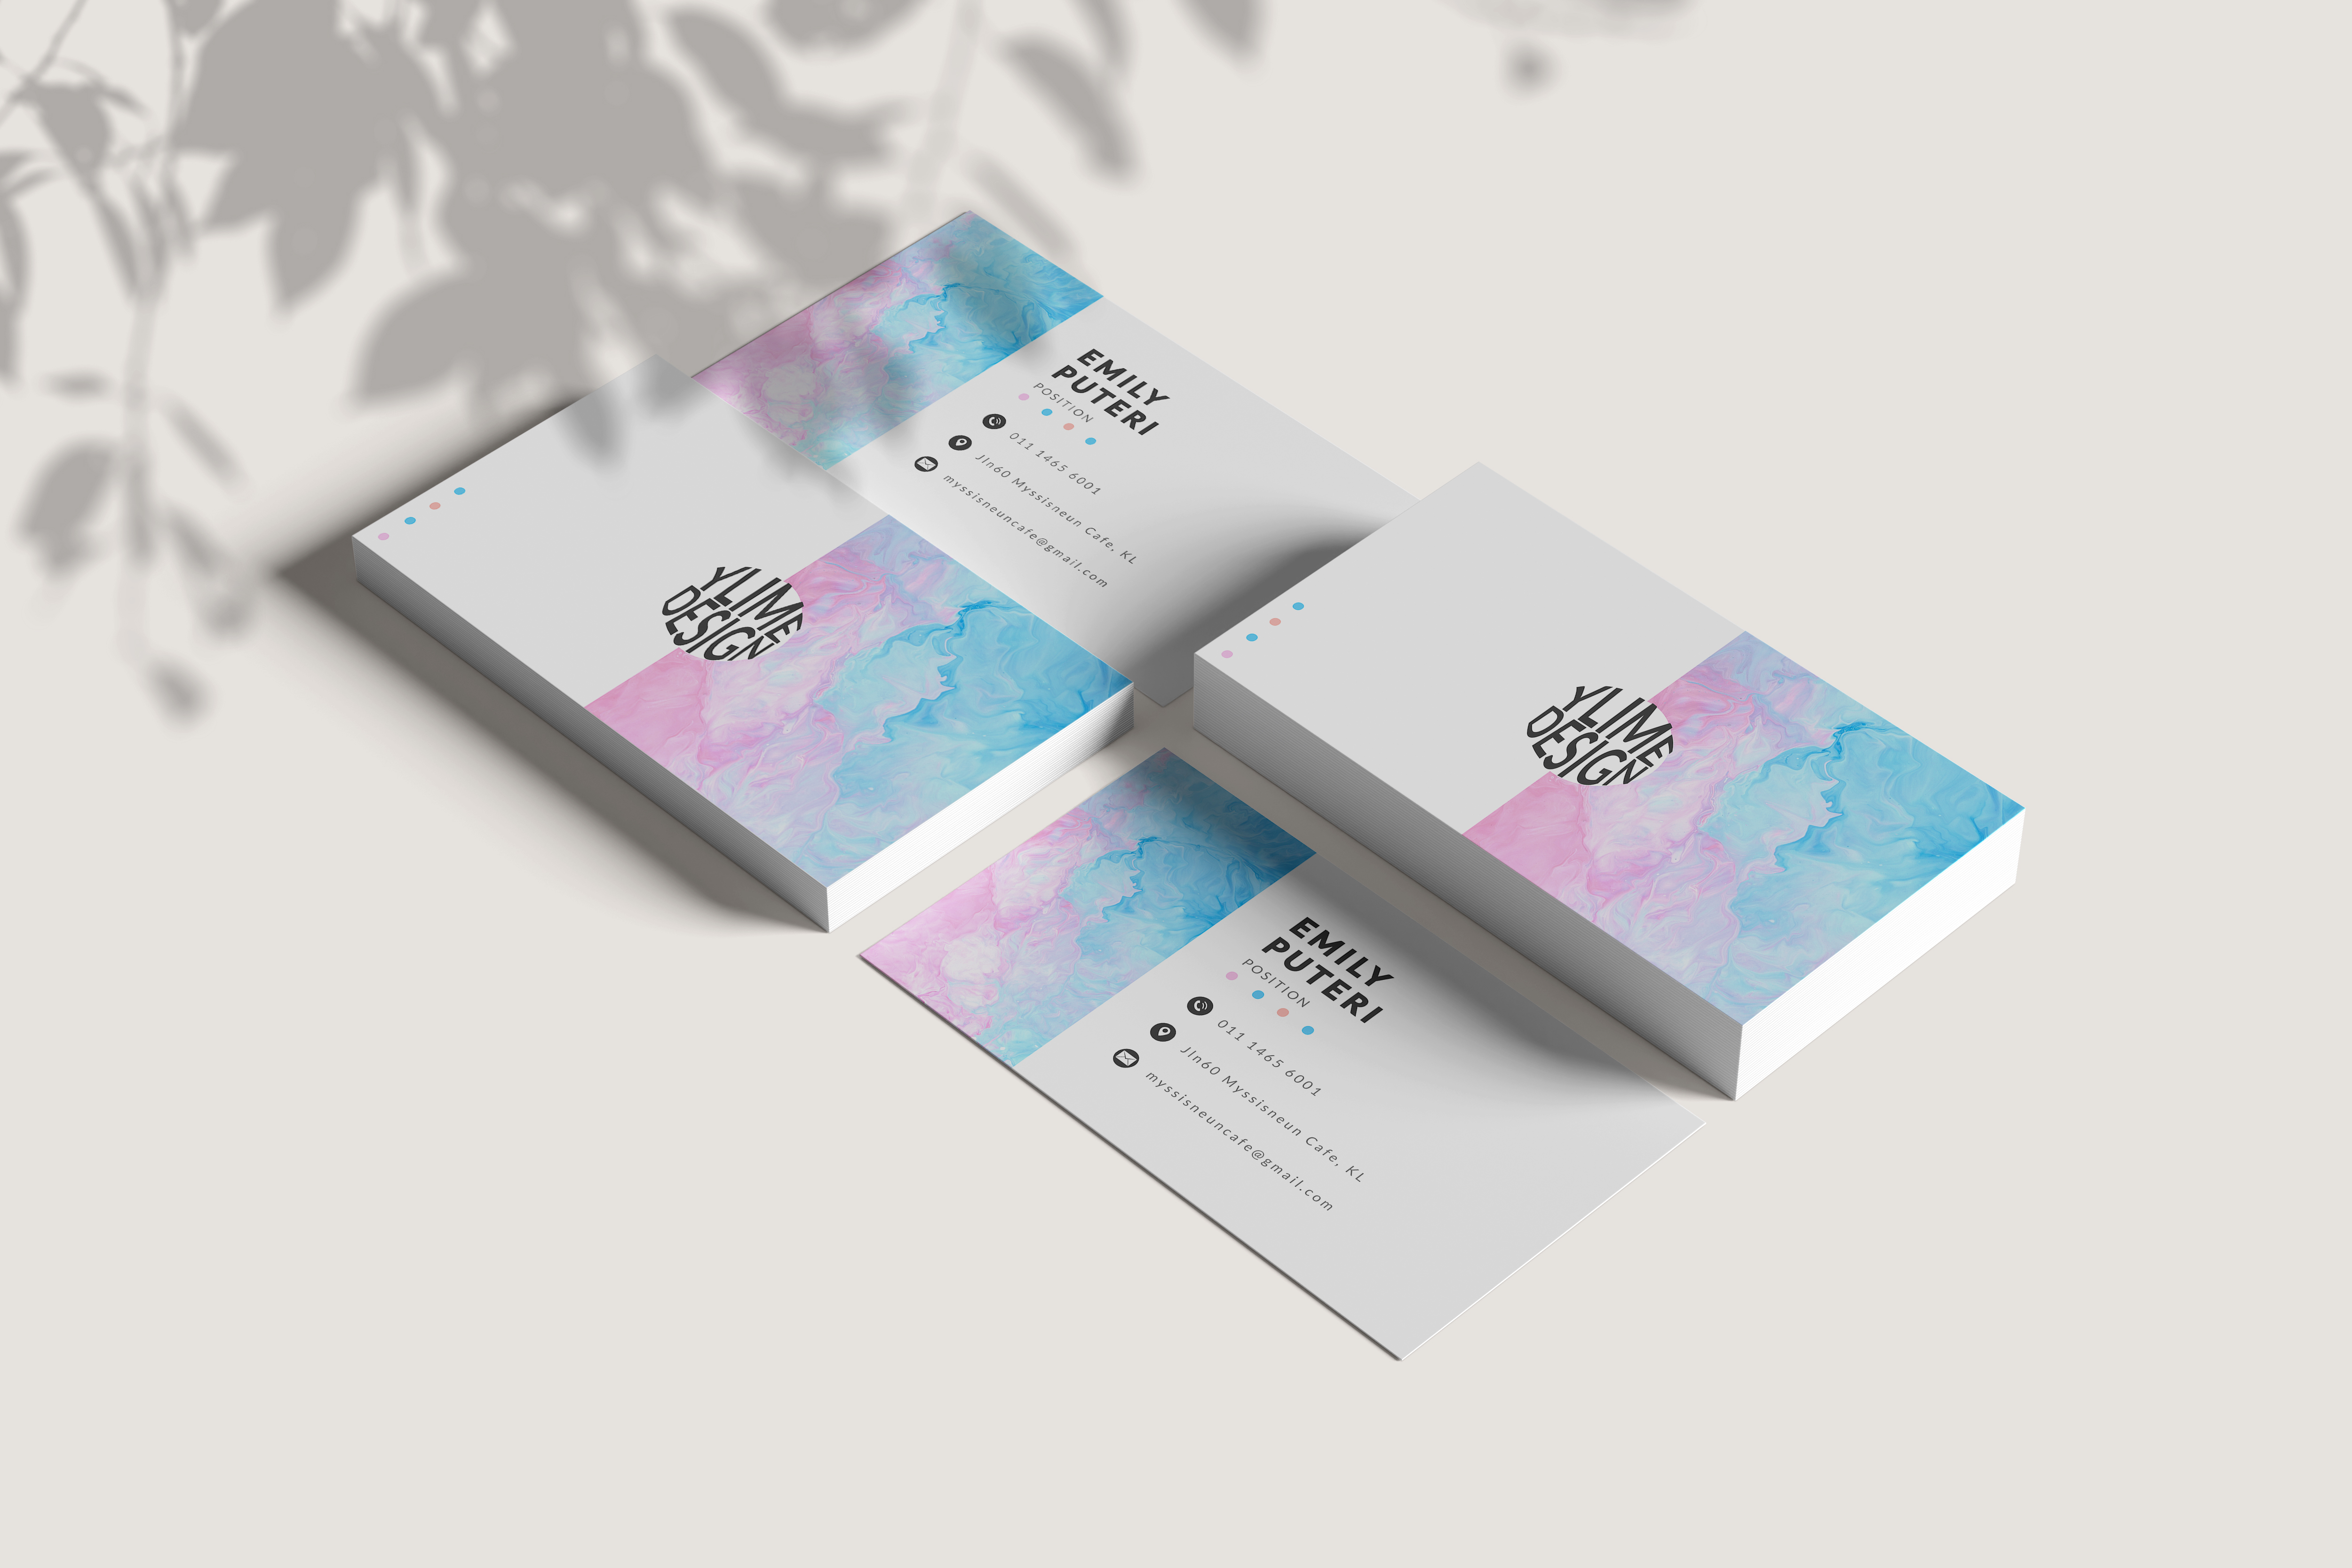 EMILY
PUTERI
POSITION
011 1465 6001
Jln60 Myssisneun Cafe, KL
myssisneuncafe@gmail.com
YLIME
DESIGN
YLIME
DESIGN
EMILY
PUTERI
POSITION
011 1465 6001
Jln60 Myssisneun Cafe, KL
myssisneuncafe@gmail.com